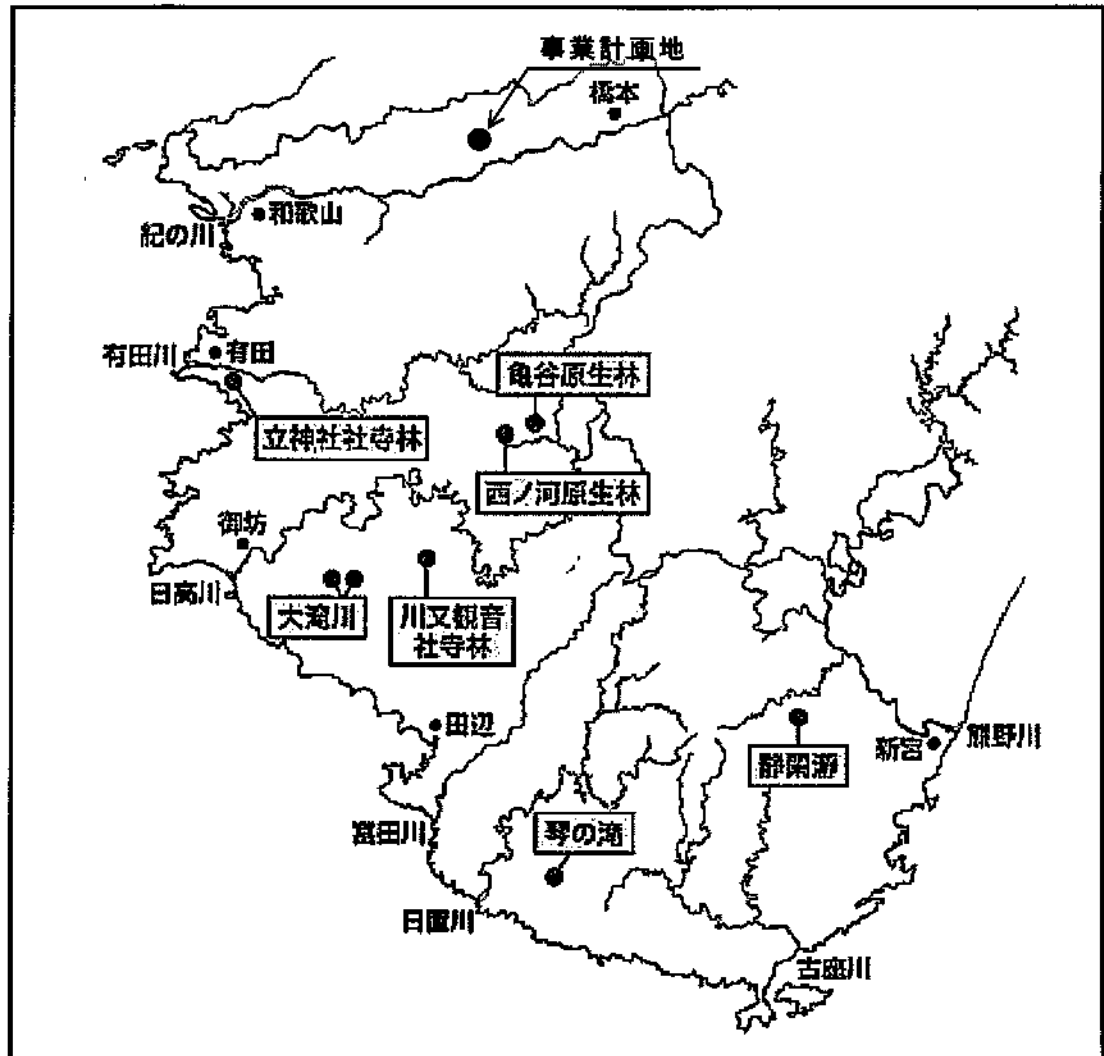 事業計画地
橋本
和歌山
紀の川
有田川
有田
亀谷原生林
立神社社寺林
西ノ河原生林
御坊
日高川
大滝川
川又観音
社寺林
田辺
静閑瀞
新宮
熊野川
富田川
琴の滝
日置川
古座川